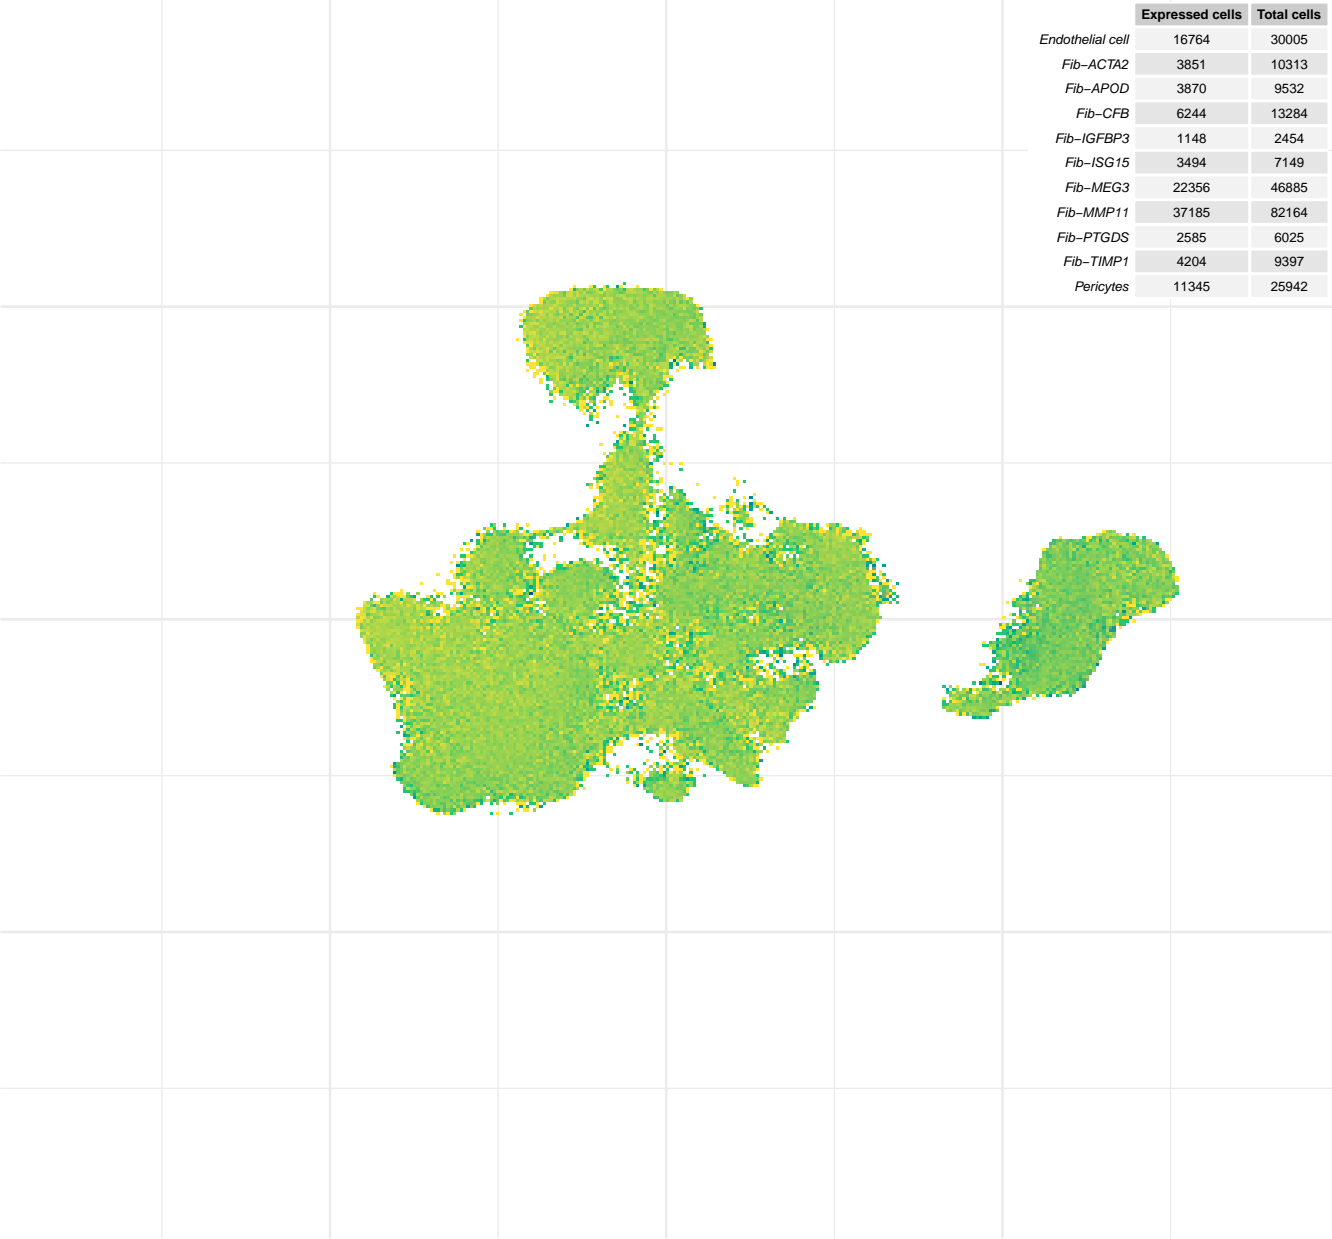 Expressed cells Total cells
Endothelial cell 16764 30005
Fib−ACTA2 3851 10313
Fib−APOD 3870 9532
Fib−CFB 6244 13284
Fib−IGFBP3 1148 2454
Fib−ISG15 3494 7149
Fib−MEG3 22356 46885
Fib−MMP11 37185 82164
Fib−PTGDS 2585 6025
Fib−TIMP1 4204 9397
Pericytes 11345 25942